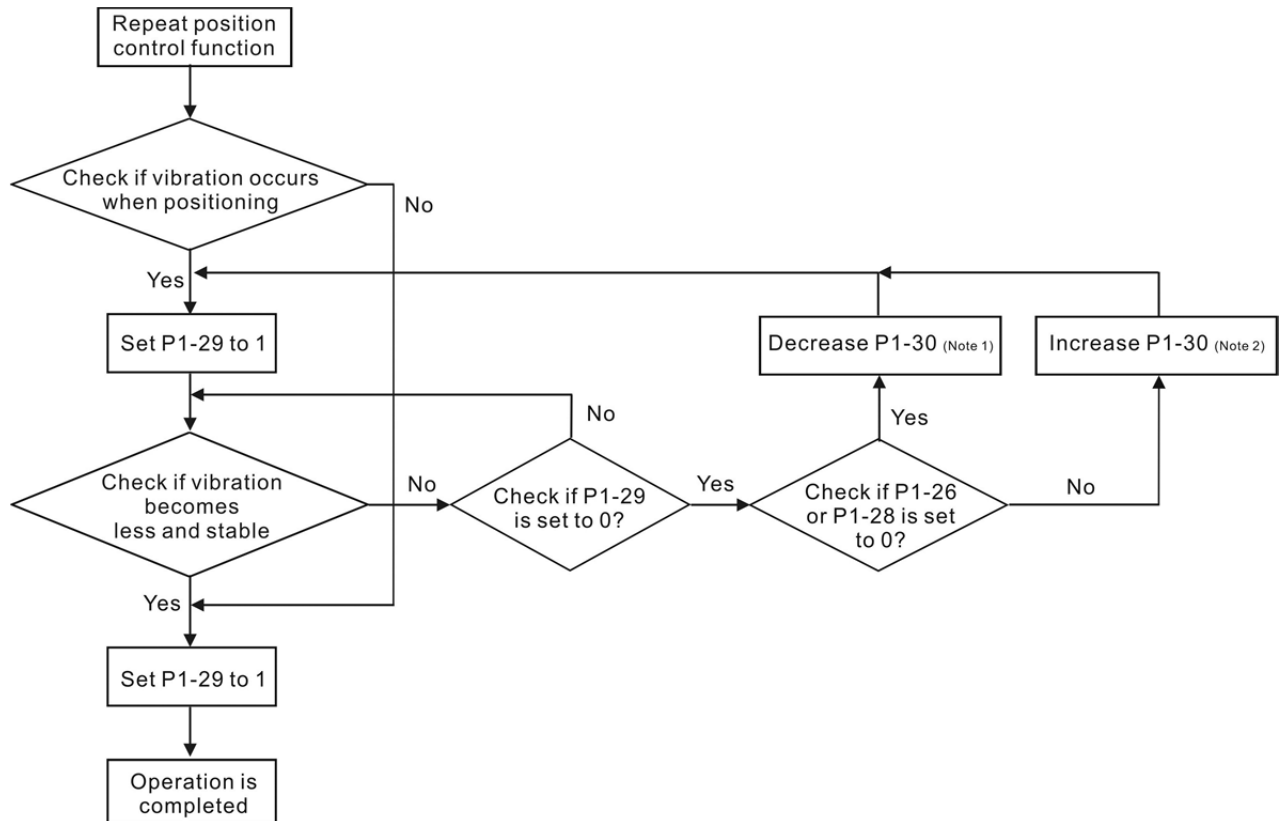 Repeat position
control function
Check if vibration occurs
when positioning
No
Yes
Set P1-29 to 1
Decrease P1-30 (Note 1)
Increase P1-30 (Note 2)
No
Yes
Check if vibration
becomes
less and stable
No
Check if P1-29
is set to 0?
Yes
Check if P1-26
or P1-28 is set
to 0?
No
Yes
Set P1-29 to 1
Operation is
completed